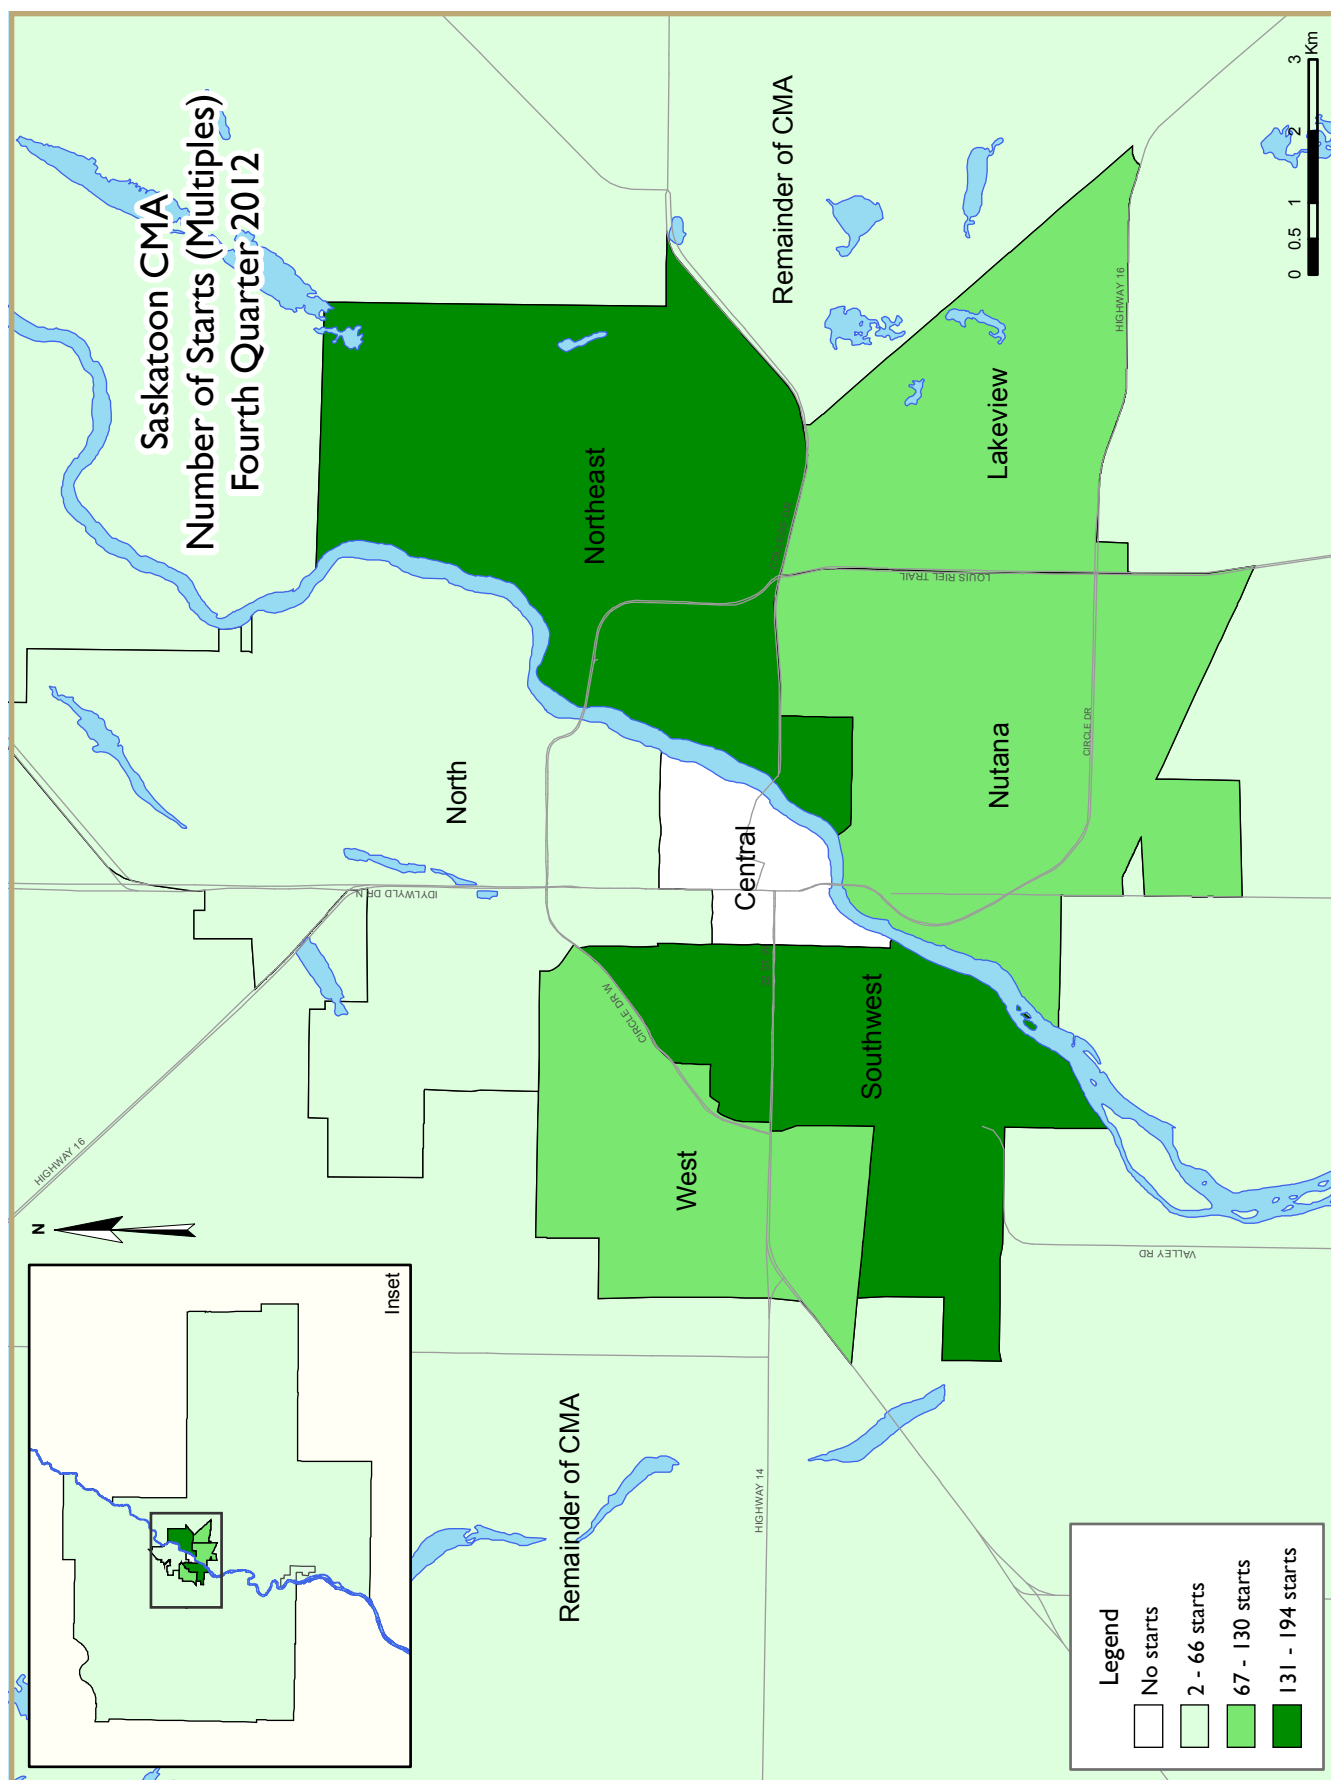 Saskatoon CMA
Number of Starts (Multiples)
Fourth Quarter 2012
N
Inset
HIGHWAY 16
IDYLWYLD DR N
North
Northeast
Central
CIRCLE DR W
West
Southwest
Nutana
Lakeview
LOUIS RIEL TRAIL
CIRCLE DR
HIGHWAY 16
VALLEY RD
HIGHWAY 14
Remainder of CMA
Remainder of CMA
Legend
No starts
2 - 66 starts
67 - 130 starts
131 - 194 starts
0 0.5 1 2 3
Km